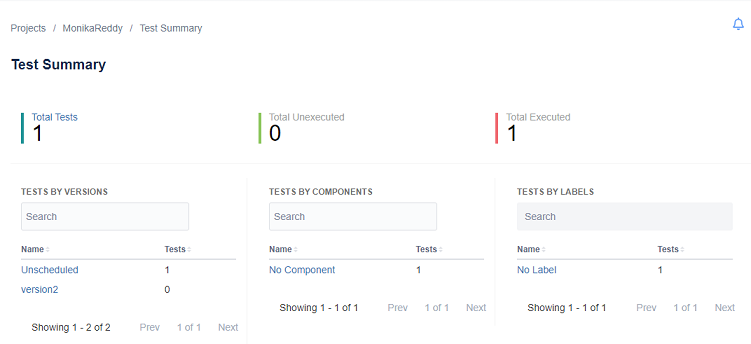 Projects / MonikaReddy / Test Summary
Test Summary
Total Tests
1
Total Unexecuted
0
Total Executed
1
TESTS BY VERSIONS
Search
Name Tests
Unscheduled 1
version2 0
Showing 1 - 2 of 2 Prev 1 of 1 Next
TESTS BY COMPONENTS
Search
Name Tests
No Component 1
Showing 1 - 1 of 1 Prev 1 of 1 Next
TESTS BY LABELS
Search
Name Tests
No Label 1
Showing 1 - 1 of 1 Prev 1 of 1 Next